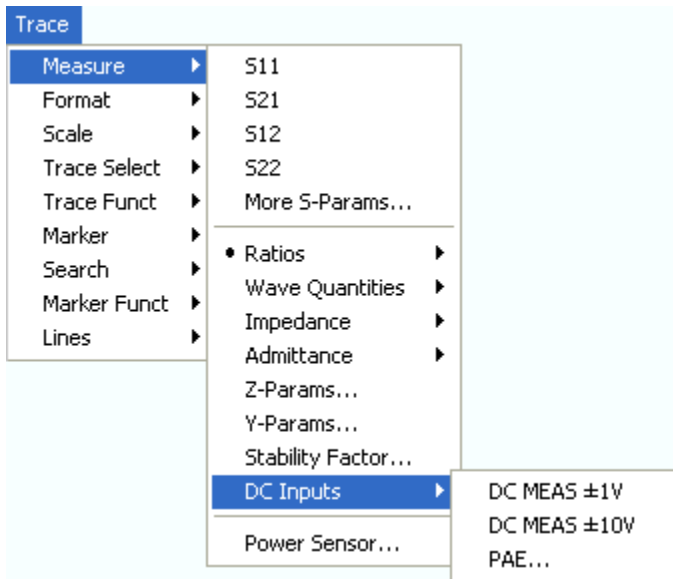 Trace
Measure
Format
Scale
Trace Select
Trace Funct
Marker
Search
Marker Funct
Lines
S11
S21
S12
S22
More S-Params...
Ratios
Wave Quantities
Impedance
Admittance
Z-Params...
Y-Params...
Stability Factor...
DC Inputs
Power Sensor...
DC MEAS ±1V
DC MEAS ±10V
PAE...